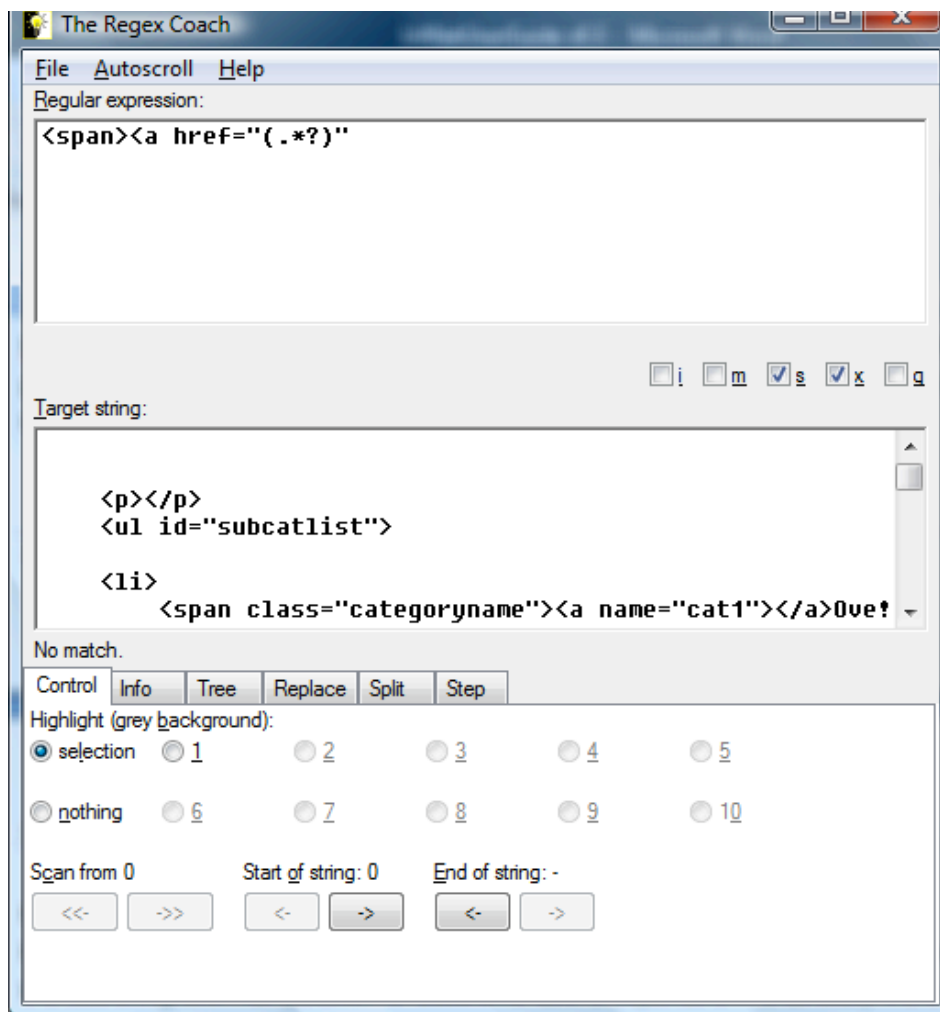 The Regex Coach
File Autoscroll Help
Regular expression:
<span><a href="(.*?)"
i m s x g
Target string:
<p></p>
<ul id="subcatlist">
<li>
<span class="categoryname"><a name="cat1"></a>Ove!
No match.
Control Info Tree Replace Split Step
Highlight (grey background):
selection 1 2 3 4 5
nothing 6 7 8 9 10
Scan from 0 Start of string: 0 End of string: -
<<- ->> <- -> <- ->